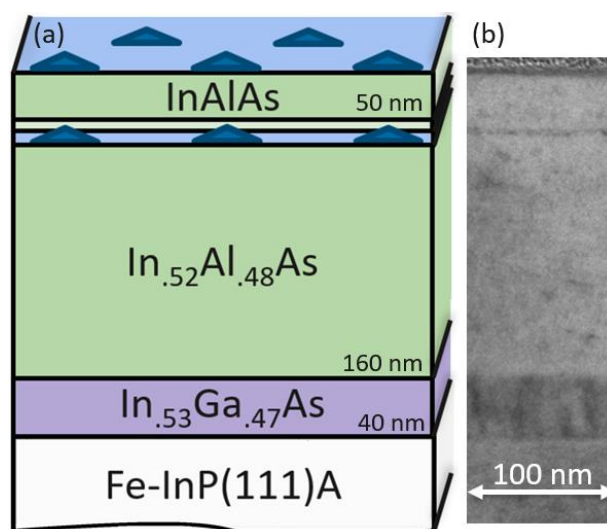 (a)
(b)
InAlAs
50 nm
In.52Al.48As
160 nm
In.53Ga.47As
40 nm
Fe-InP(111)A
100 nm